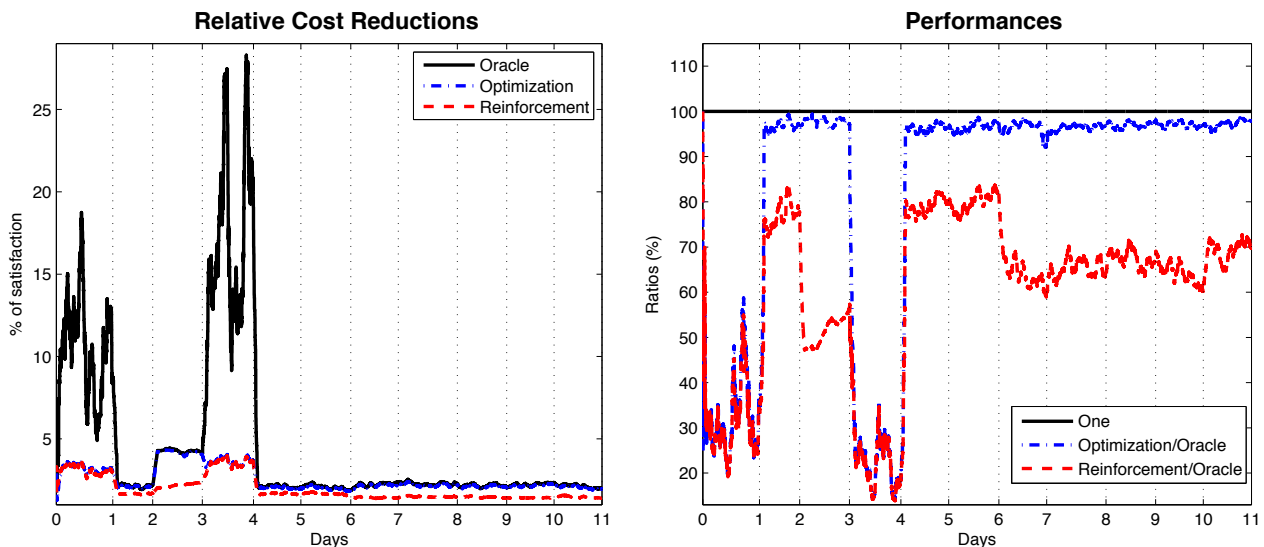 Relative Cost Reductions
% of satisfaction
25
20
15
10
5
0 1 2 3 4 5 6 7 8 9 10 11
Days
Oracle
Optimization
Reinforcement
Performances
Ratios (%)
110
100
90
80
70
60
50
40
30
20
0 1 2 3 4 5 6 7 8 9 10 11
Days
One
Optimization/Oracle
Reinforcement/Oracle